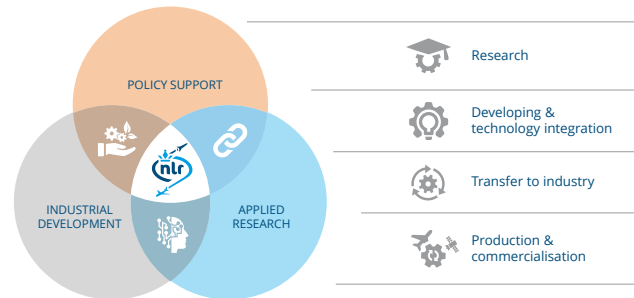 POLICY SUPPORT
nlr
INDUSTRIAL
DEVELOPMENT
APPLIED
RESEARCH
Research
Developing &
technology integration
Transfer to industry
Production &
commercialisation